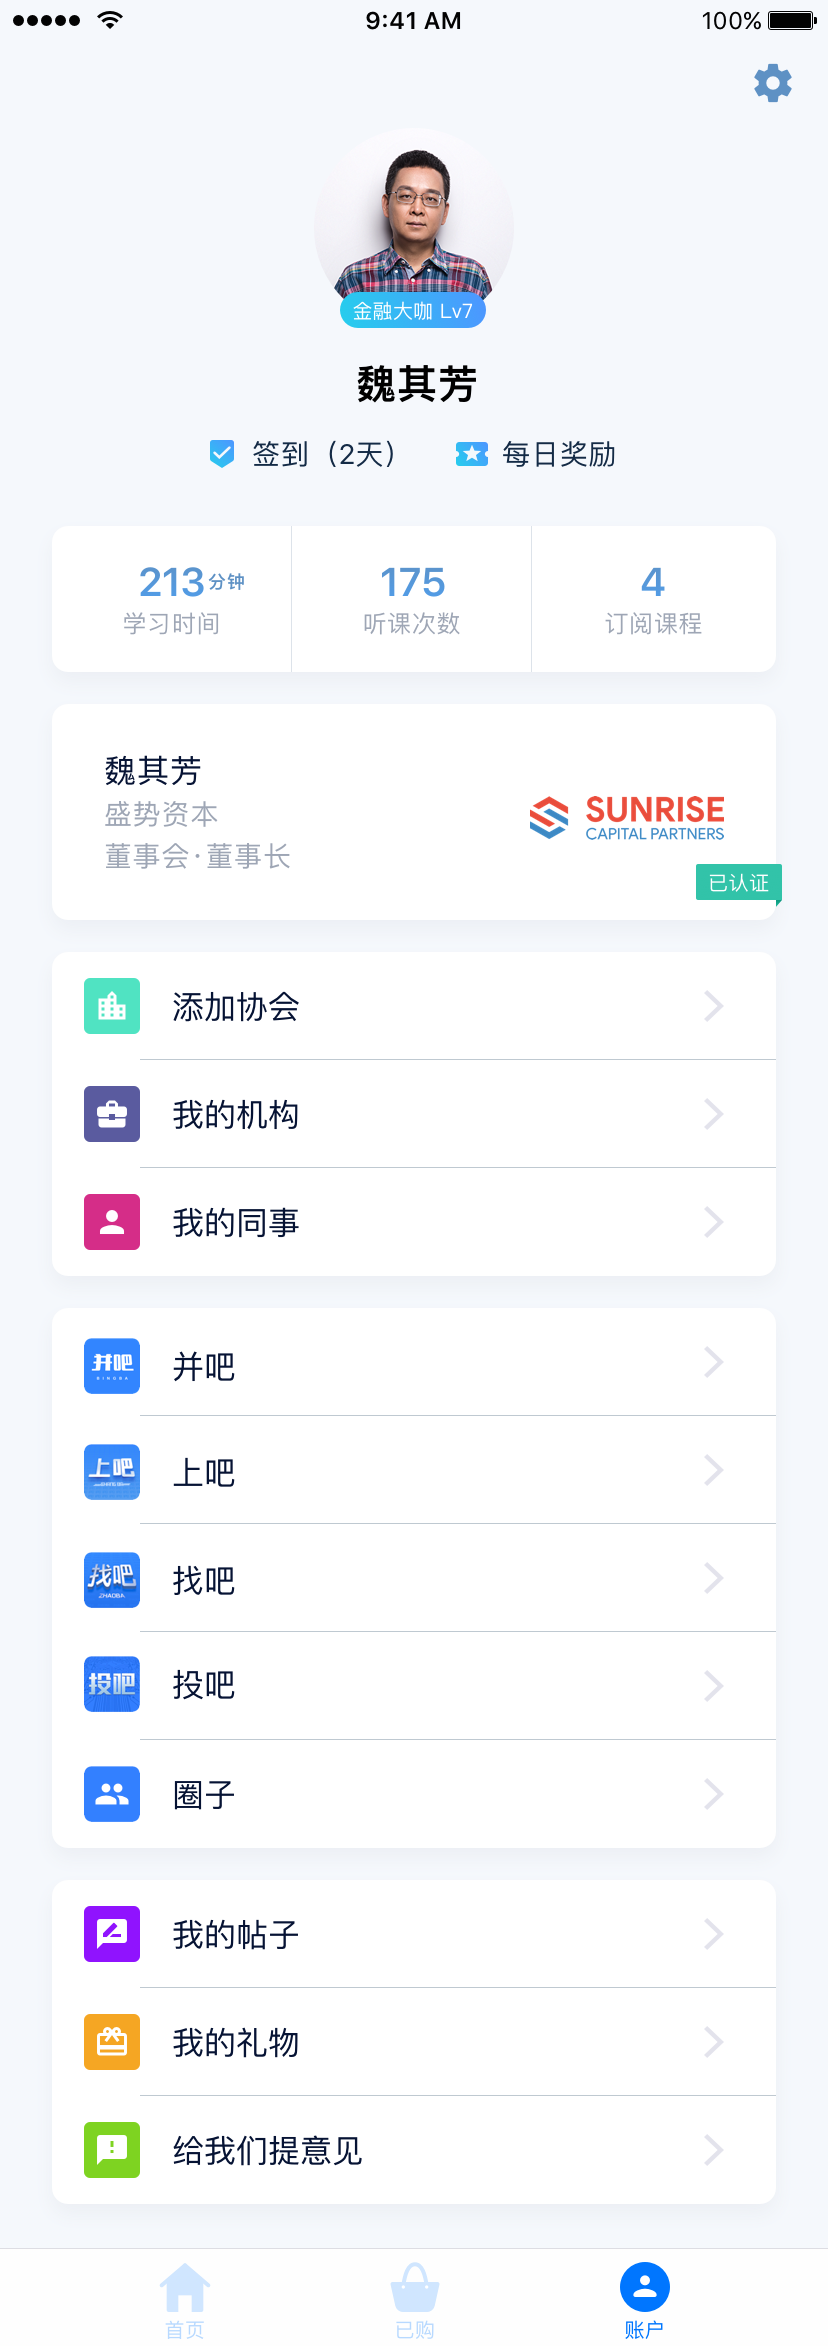 9:41 AM
100%
金融大咖 Lv7
魏其芳
签到（2天） 每日奖励
213分钟 175 4
学习时间 听课次数 订阅课程
魏其芳
盛势资本
董事会·董事长
SUNRISE
CAPITAL PARTNERS
已认证
添加协会
我的机构
我的同事
并吧
BINGBA
并吧
上吧
上吧
找吧
ZHAOBA
找吧
投吧
投吧
圈子
我的帖子
我的礼物
给我们提意见
首页 已购 账户